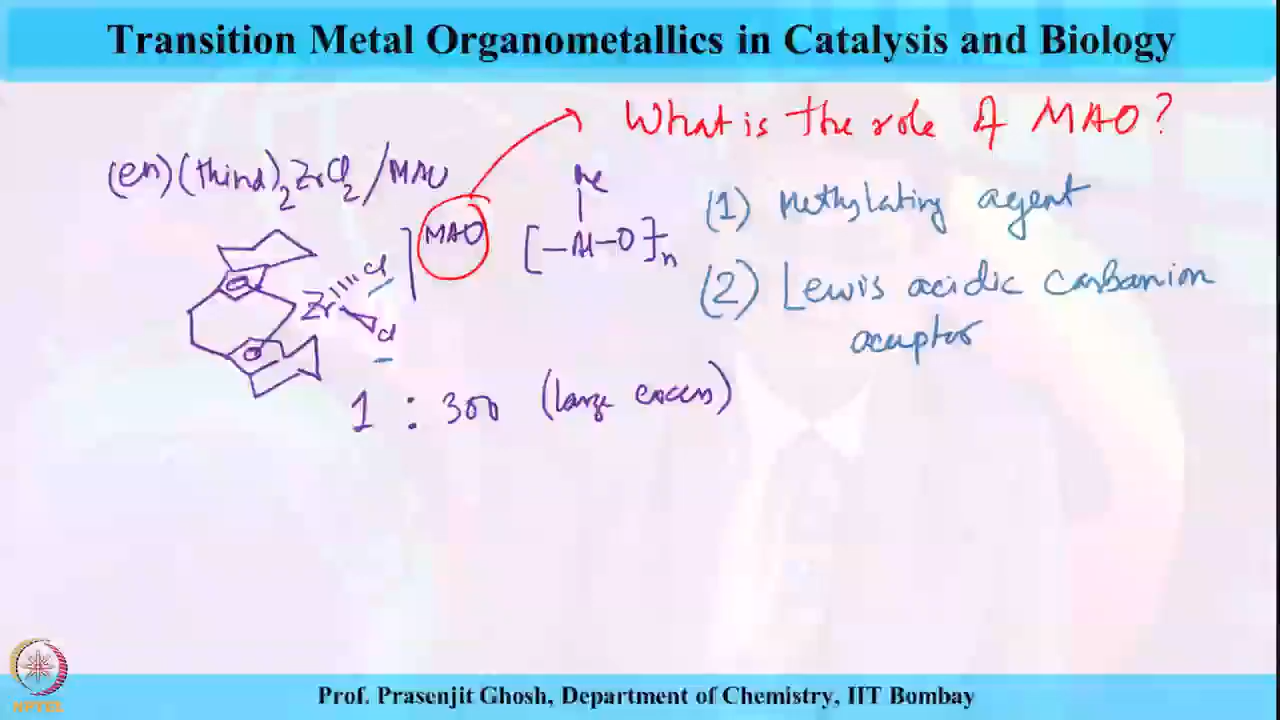 Transition Metal Organometallics in Catalysis and Biology
What is the role of MAO?
(en)(thind)2ZrCl2/MAO
MAO
Me
[-Al-O]n
(1) Methylating agent
(2) Lewis acidic carbanion
acceptor
Cl
Zr
Cl
1 : 300 (large excess)
NPTEL
Prof. Prasenjit Ghosh, Department of Chemistry, IIT Bombay